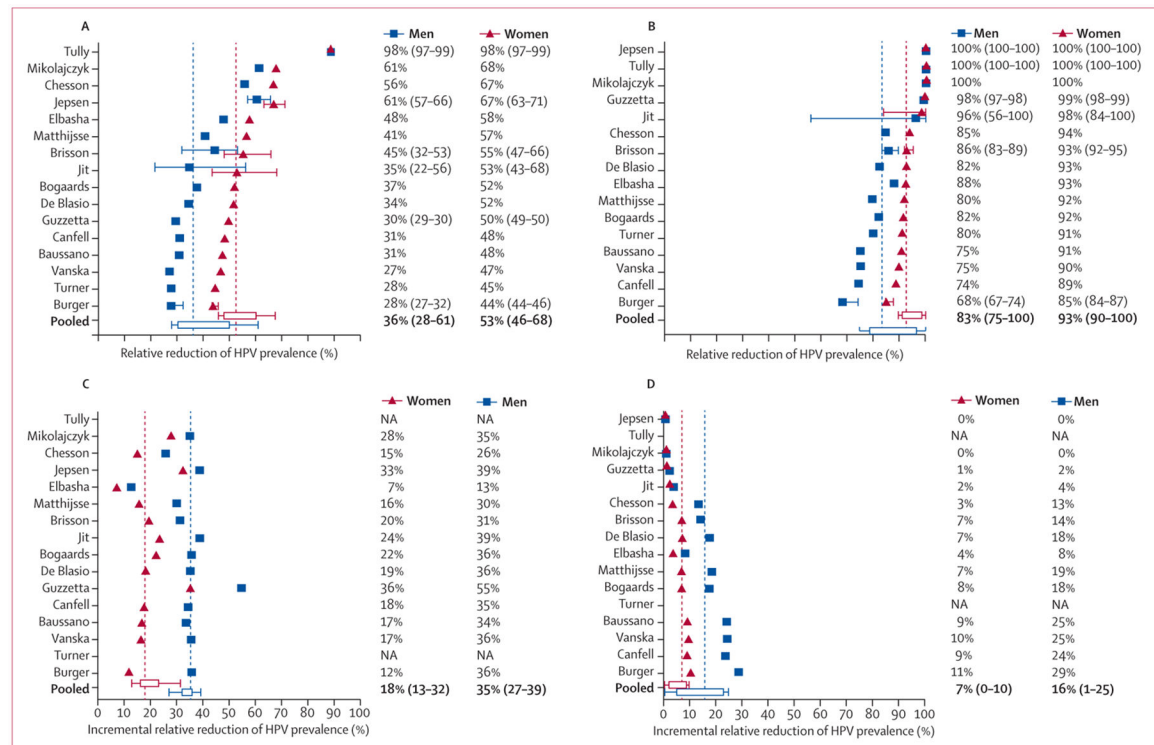 A
Men Women
Tully 98% (97–99) 98% (97–99)
Mikolajczyk 61% 68%
Chesson 56% 67%
Jepsen 61% (57–66) 67% (63–71)
Elbasha 48% 58%
Matthijsse 41% 57%
Brisson 45% (32–53) 55% (47–66)
Jit 35% (22–56) 53% (43–68)
Bogaards 37% 52%
De Blasio 34% 52%
Guzzetta 30% (29–30) 50% (49–50)
Canfell 31% 48%
Baussano 31% 48%
Vanska 27% 47%
Turner 28% 45%
Burger 28% (27–32) 44% (44–46)
Pooled 36% (28–61) 53% (46–68)
Relative reduction of HPV prevalence (%)
B
Men Women
Jepsen 100% (100–100) 100% (100–100)
Tully 100% (100–100) 100% (100–100)
Mikolajczyk 100% 100%
Guzzetta 98% (97–98) 99% (98–99)
Jit 96% (56–100) 98% (84–100)
Chesson 85% 94%
Brisson 86% (83–89) 93% (92–95)
De Blasio 82% 93%
Elbasha 88% 93%
Matthijsse 80% 92%
Bogaards 82% 92%
Turner 80% 91%
Baussano 75% 91%
Vanska 75% 90%
Canfell 74% 89%
Burger 68% (67–74) 85% (84–87)
Pooled 83% (75–100) 93% (90–100)
Relative reduction of HPV prevalence (%)
C
Women Men
Tully NA NA
Mikolajczyk 28% 35%
Chesson 15% 26%
Jepsen 33% 39%
Elbasha 7% 13%
Matthijsse 16% 30%
Brisson 20% 31%
Jit 24% 39%
Bogaards 22% 36%
De Blasio 19% 36%
Guzzetta 36% 55%
Canfell 18% 35%
Baussano 17% 34%
Vanska 17% 36%
Turner NA NA
Burger 12% 36%
Pooled 18% (13–32) 35% (27–39)
0 10 20 30 40 50 60 70 80 90 100
Incremental relative reduction of HPV prevalence (%)
D
Women Men
Jepsen 0% 0%
Tully NA NA
Mikolajczyk 0% 0%
Guzzetta 1% 2%
Jit 2% 4%
Chesson 3% 13%
Brisson 7% 14%
De Blasio 7% 18%
Elbasha 4% 8%
Matthijsse 7% 19%
Bogaards 8% 18%
Turner NA NA
Baussano 9% 25%
Vanska 10% 25%
Canfell 9% 24%
Burger 11% 29%
Pooled 7% (0–10) 16% (1–25)
0 10 20 30 40 50 60 70 80 90 100
Incremental relative reduction of HPV prevalence (%)